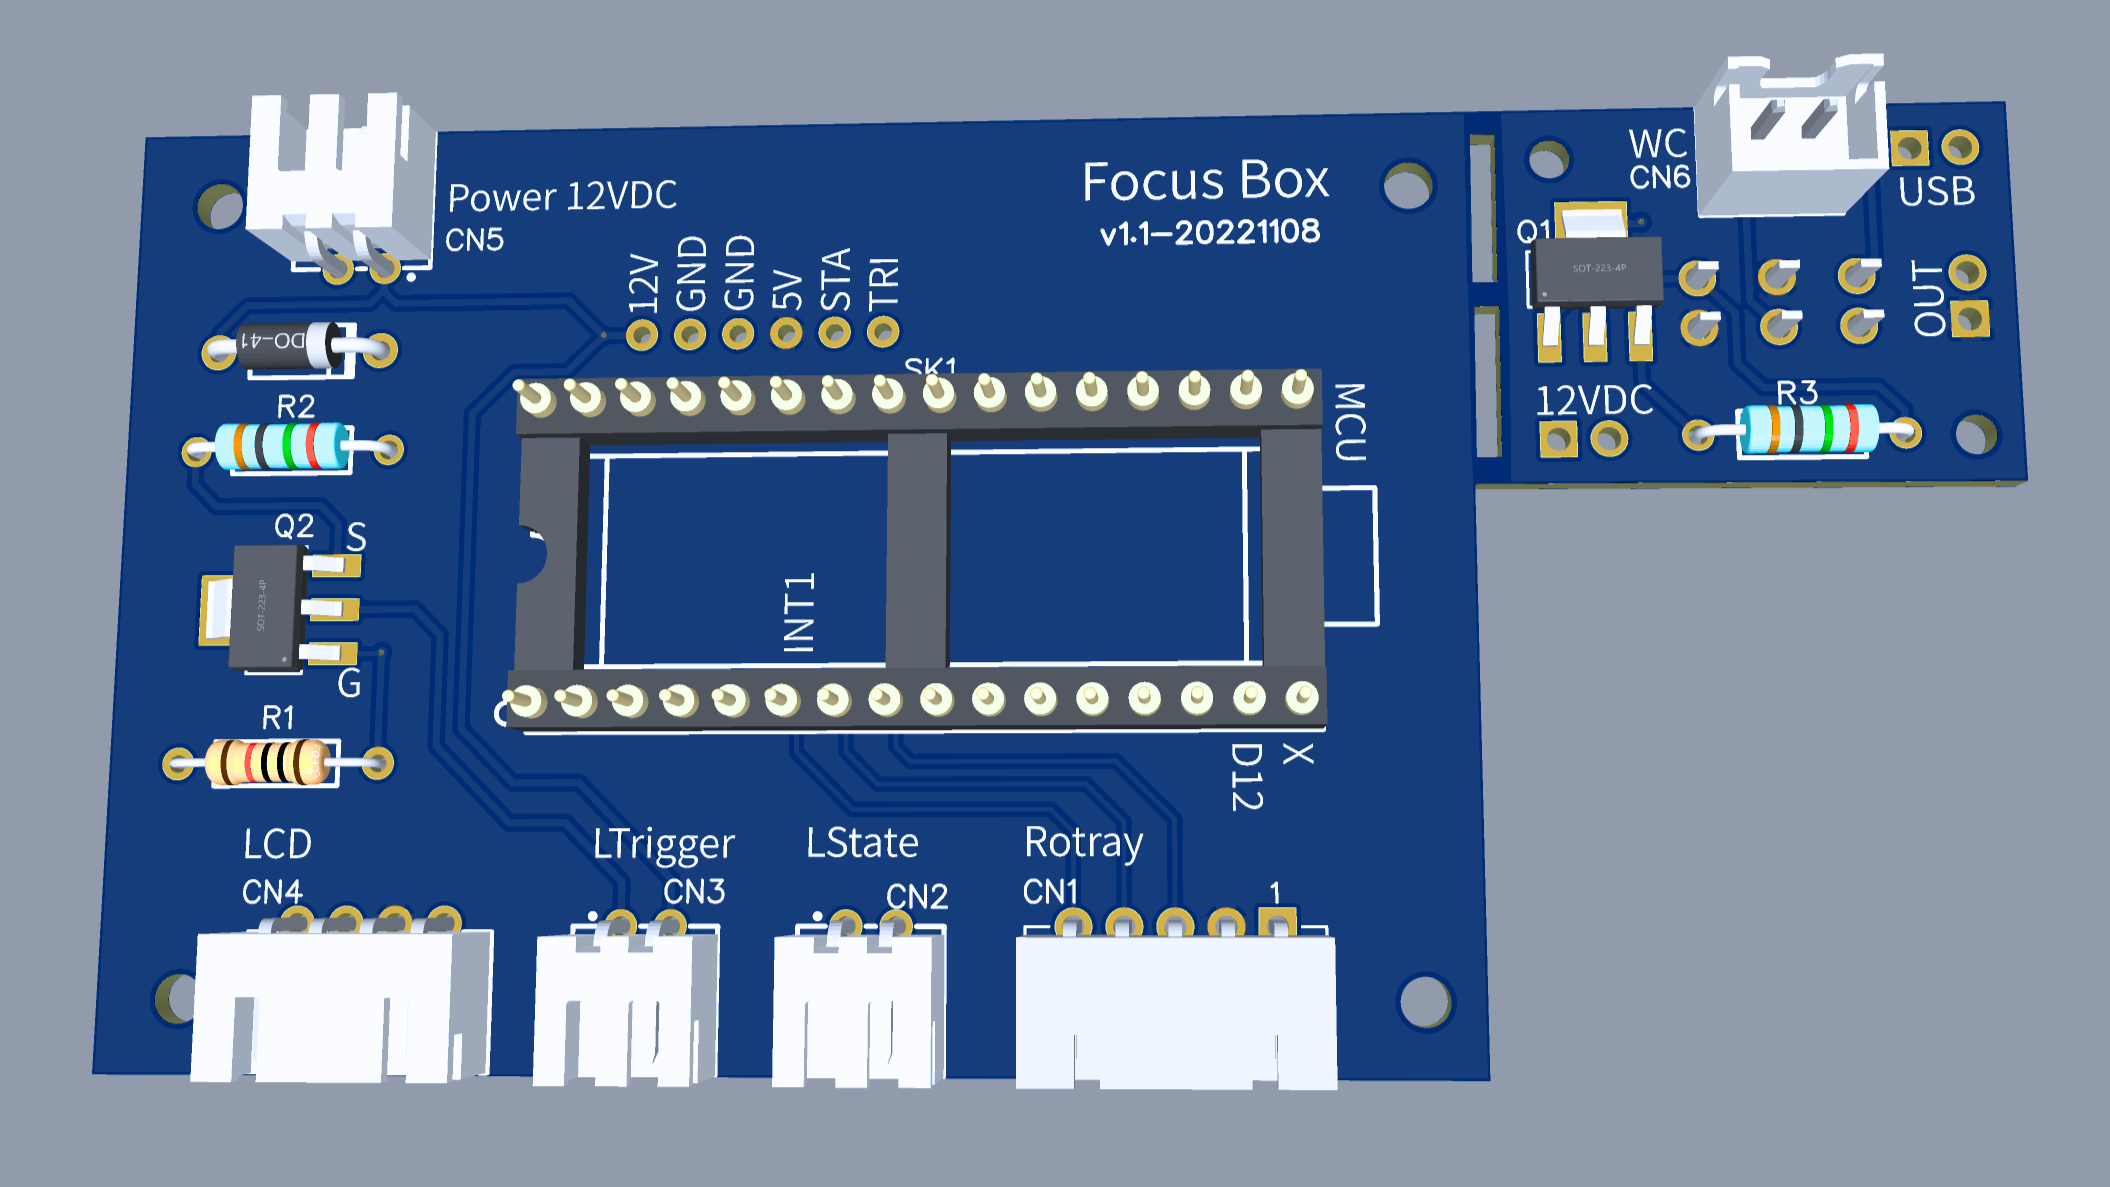 Focus Box
v1.1-20221108
Power 12VDC
CN5
12V
GND
GND
5V
STA
TRI
SK1
MCU
DO-41
R2
Q2
S
SOT-223-4P
G
R1
INT1
D12
X
LCD
CN4
LTrigger
CN3
LState
CN2
Rotray
CN1
1
WC
CN6
USB
Q1
SOT-223-4P
OUT
12VDC
R3